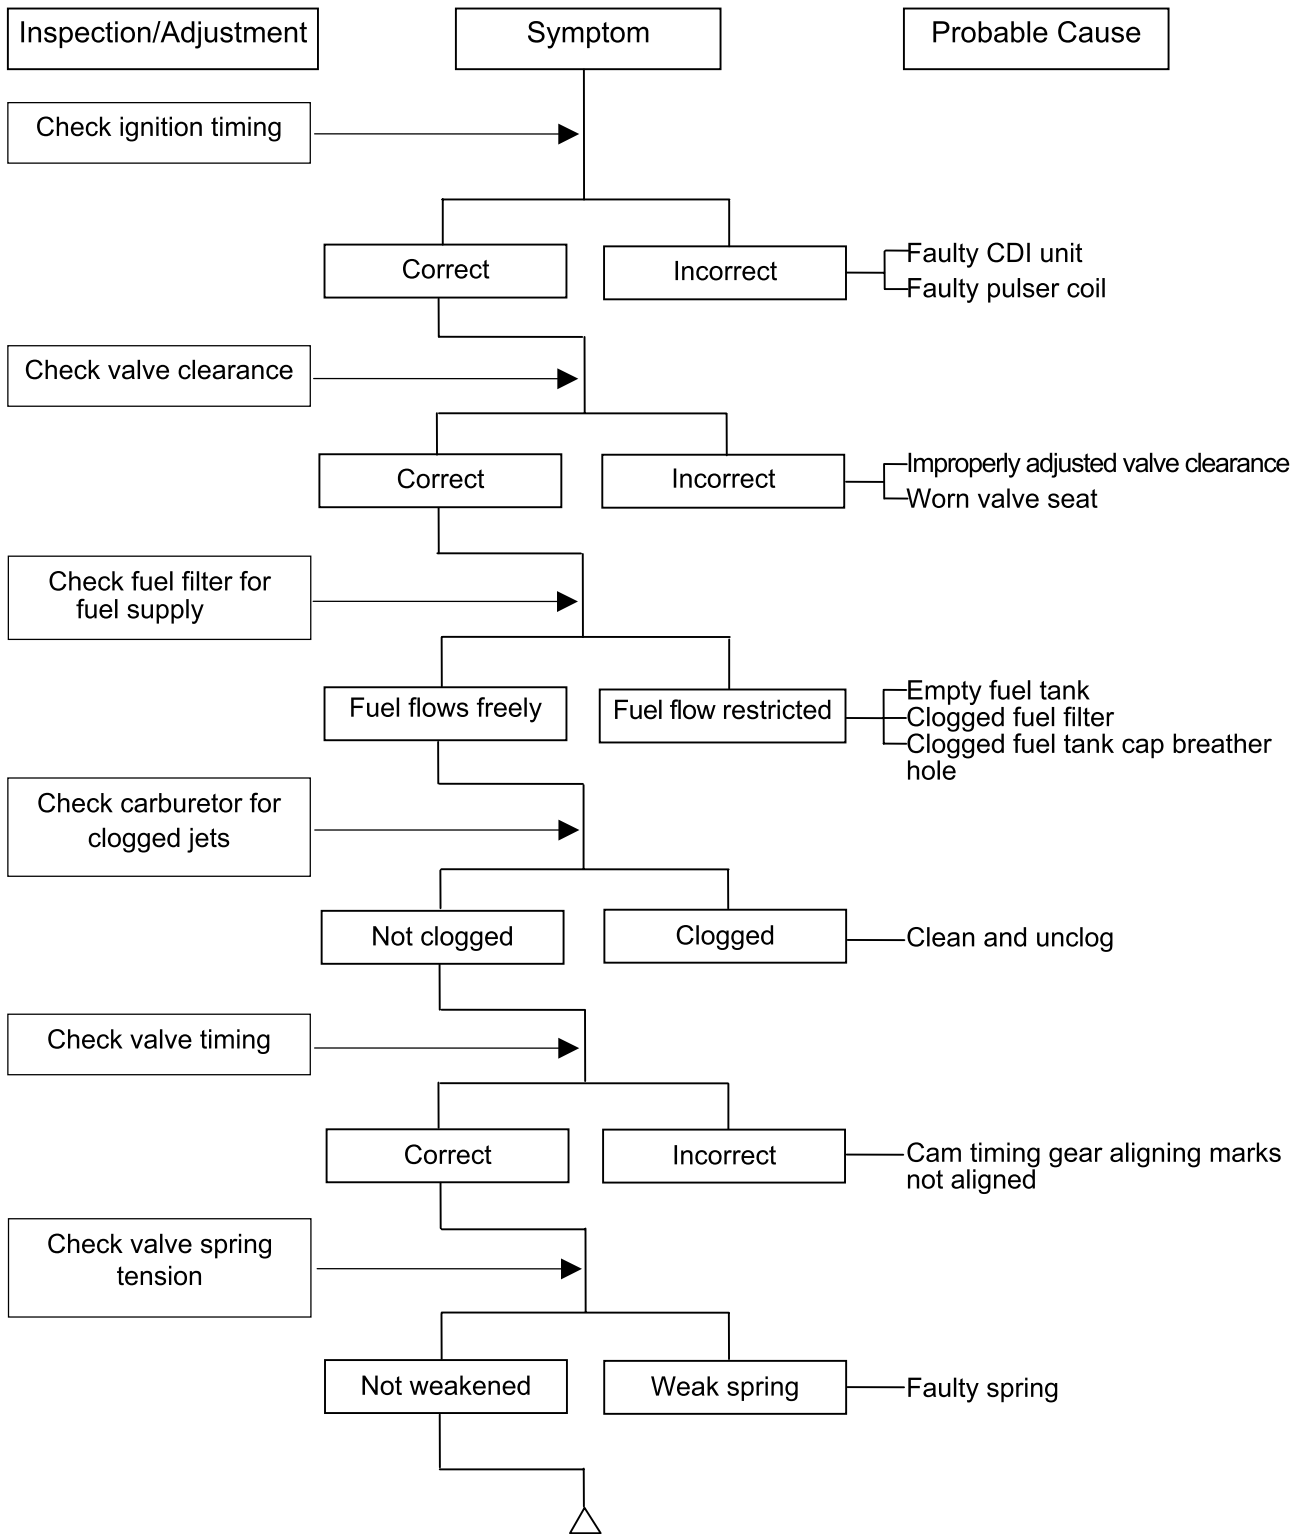 Inspection/Adjustment
Symptom
Probable Cause
Check ignition timing
Correct
Incorrect
Faulty CDI unit
Faulty pulser coil
Check valve clearance
Correct
Incorrect
Improperly adjusted valve clearance
Worn valve seat
Check fuel filter for
fuel supply
Fuel flows freely
Fuel flow restricted
Empty fuel tank
Clogged fuel filter
Clogged fuel tank cap breather
hole
Check carburetor for
clogged jets
Not clogged
Clogged
Clean and unclog
Check valve timing
Correct
Incorrect
Cam timing gear aligning marks
not aligned
Check valve spring
tension
Not weakened
Weak spring
Faulty spring